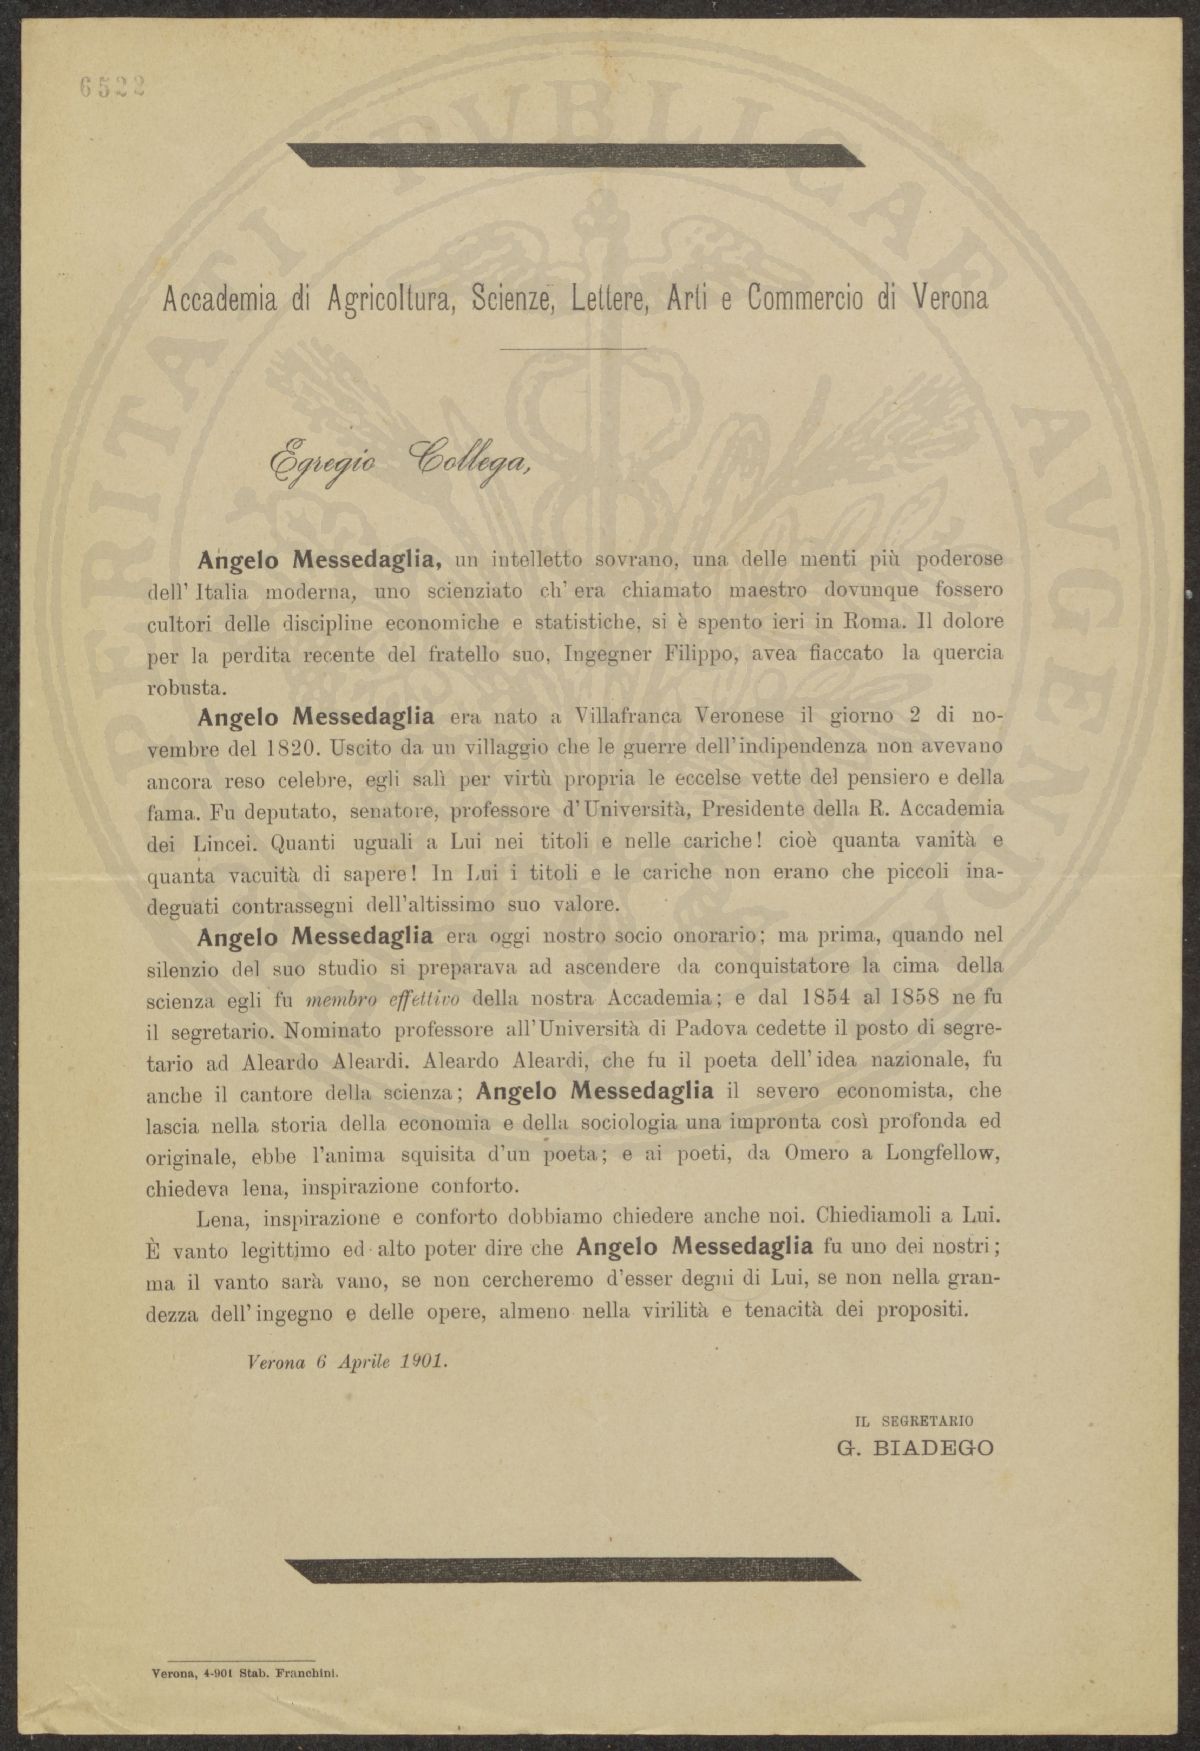 6522
Accademia di Agricoltura, Scienze, Lettere, Arti e Commercio di Verona
Egregio Collega,
Angelo Messedaglia, un intelletto sovrano, una delle menti più poderose
dell' Italia moderna, uno scienziato ch' era chiamato maestro dovunque fossero
cultori delle discipline economiche e statistiche, si è spento ieri in Roma. Il dolore
per la perdita recente del fratello suo, Ingegner Filippo, avea fiaccato la quercia
robusta.
Angelo Messedaglia era nato a Villafranca Veronese il giorno 2 di no-
vembre del 1820. Uscito da un villaggio che le guerre dell'indipendenza non avevano
ancora reso celebre, egli salì per virtù propria le eccelse vette del pensiero e della
fama. Fu deputato, senatore, professore d'Università, Presidente della R. Accademia
dei Lincei. Quanti uguali a Lui nei titoli e nelle cariche! cioè quanta vanità e
quanta vacuità di sapere! In Lui i titoli e le cariche non erano che piccoli ina-
deguati contrassegni dell'altissimo suo valore.
Angelo Messedaglia era oggi nostro socio onorario; ma prima, quando nel
silenzio del suo studio si preparava ad ascendere da conquistatore la cima della
scienza egli fu membro effettivo della nostra Accademia; e dal 1854 al 1858 ne fu
il segretario. Nominato professore all'Università di Padova cedette il posto di segre-
tario ad Aleardo Aleardi. Aleardo Aleardi, che fu il poeta dell'idea nazionale, fu
anche il cantore della scienza; Angelo Messedaglia il severo economista, che
lascia nella storia della economia e della sociologia una impronta così profonda ed
originale, ebbe l'anima squisita d'un poeta; e ai poeti, da Omero a Longfellow,
chiedeva lena, inspirazione conforto.
Lena, inspirazione e conforto dobbiamo chiedere anche noi. Chiediamoli a Lui.
È vanto legittimo ed alto poter dire che Angelo Messedaglia fu uno dei nostri;
ma il vanto sarà vano, se non cercheremo d'esser degni di Lui, se non nella gran-
dezza dell'ingegno e delle opere, almeno nella virilità e tenacità dei propositi.
Verona 6 Aprile 1901.
IL SEGRETARIO
G. BIADEGO
Verona, 4-901 Stab. Franchini.
PERITATI PVBLICAE AVGENDAE